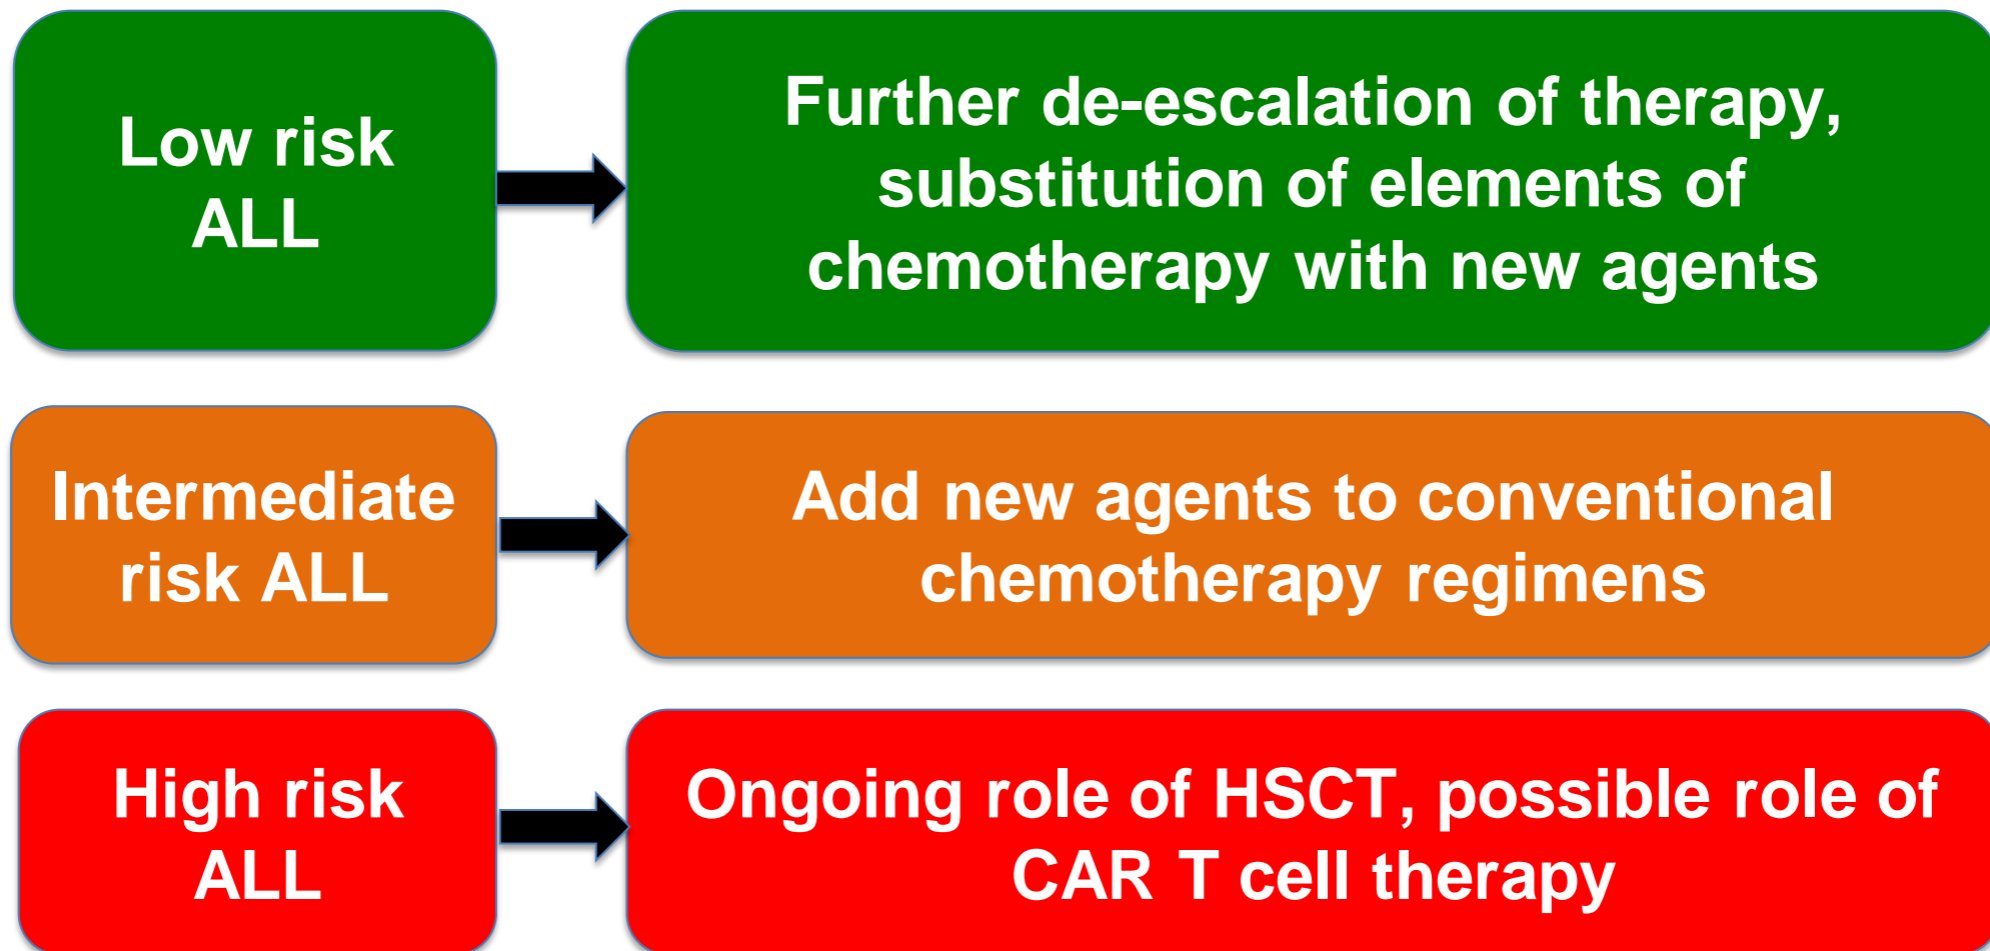 Low risk
ALL
Further de-escalation of therapy,
substitution of elements of
chemotherapy with new agents
Intermediate
risk ALL
Add new agents to conventional
chemotherapy regimens
High risk
ALL
Ongoing role of HSCT, possible role of
CAR T cell therapy